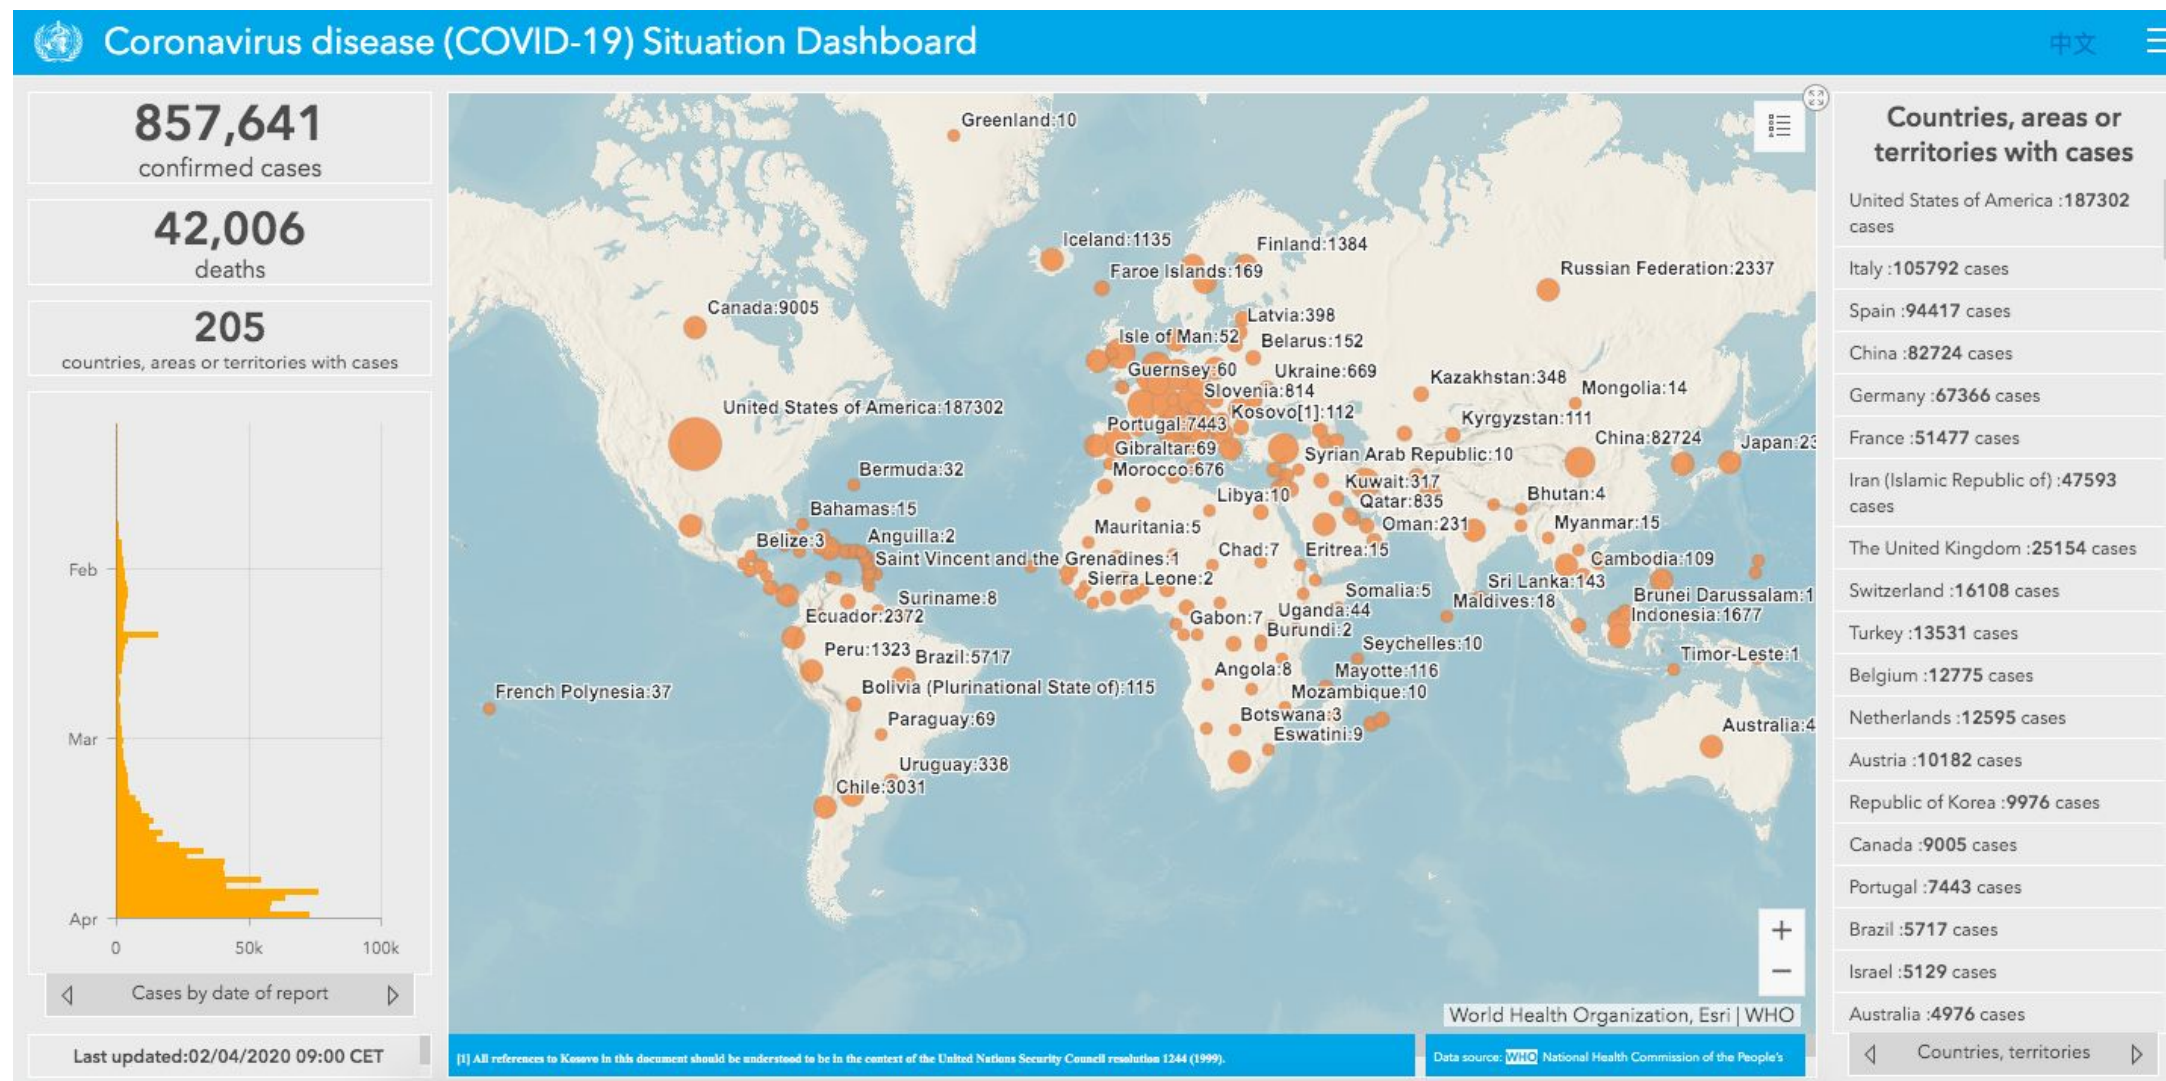 Coronavirus disease (COVID-19) Situation Dashboard
中文
857,641
confirmed cases
42,006
deaths
205
countries, areas or territories with cases
Feb
Mar
Apr
0 50k 100k
Cases by date of report
Last updated:02/04/2020 09:00 CET
Greenland:10
Iceland:1135
Finland:1384
Faroe Islands:169
Russian Federation:2337
Canada:9005
Latvia:398
Isle of Man:52
Belarus:152
Guernsey:60
Ukraine:669
Kazakhstan:348
Mongolia:14
Slovenia:814
United States of America:187302
Kosovo[1]:112
Kyrgyzstan:111
Portugal:7443
China:82724
Japan:23
Gibraltar:69
Syrian Arab Republic:10
Bermuda:32
Morocco:676
Kuwait:317
Libya:10
Bhutan:4
Qatar:835
Bahamas:15
Mauritania:5
Oman:231
Myanmar:15
Belize:3
Anguilla:2
Chad:7
Eritrea:15
Saint Vincent and the Grenadines:1
Cambodia:109
Sierra Leone:2
Sri Lanka:143
Suriname:8
Somalia:5
Maldives:18
Brunei Darussalam:1
Ecuador:2372
Gabon:7
Uganda:44
Indonesia:1677
Burundi:2
Peru:1323
Brazil:5717
Seychelles:10
Timor-Leste:1
Angola:8
Mayotte:116
French Polynesia:37
Bolivia (Plurinational State of):115
Mozambique:10
Paraguay:69
Botswana:3
Australia:4
Eswatini:9
Uruguay:338
Chile:3031
+
−
World Health Organization, Esri | WHO
[1] All references to Kosovo in this document should be understood to be in the context of the United Nations Security Council resolution 1244 (1999).
Data source: WHO National Health Commission of the People's
Countries, areas or
territories with cases
United States of America :187302
cases
Italy :105792 cases
Spain :94417 cases
China :82724 cases
Germany :67366 cases
France :51477 cases
Iran (Islamic Republic of) :47593
cases
The United Kingdom :25154 cases
Switzerland :16108 cases
Turkey :13531 cases
Belgium :12775 cases
Netherlands :12595 cases
Austria :10182 cases
Republic of Korea :9976 cases
Canada :9005 cases
Portugal :7443 cases
Brazil :5717 cases
Israel :5129 cases
Australia :4976 cases
Countries, territories